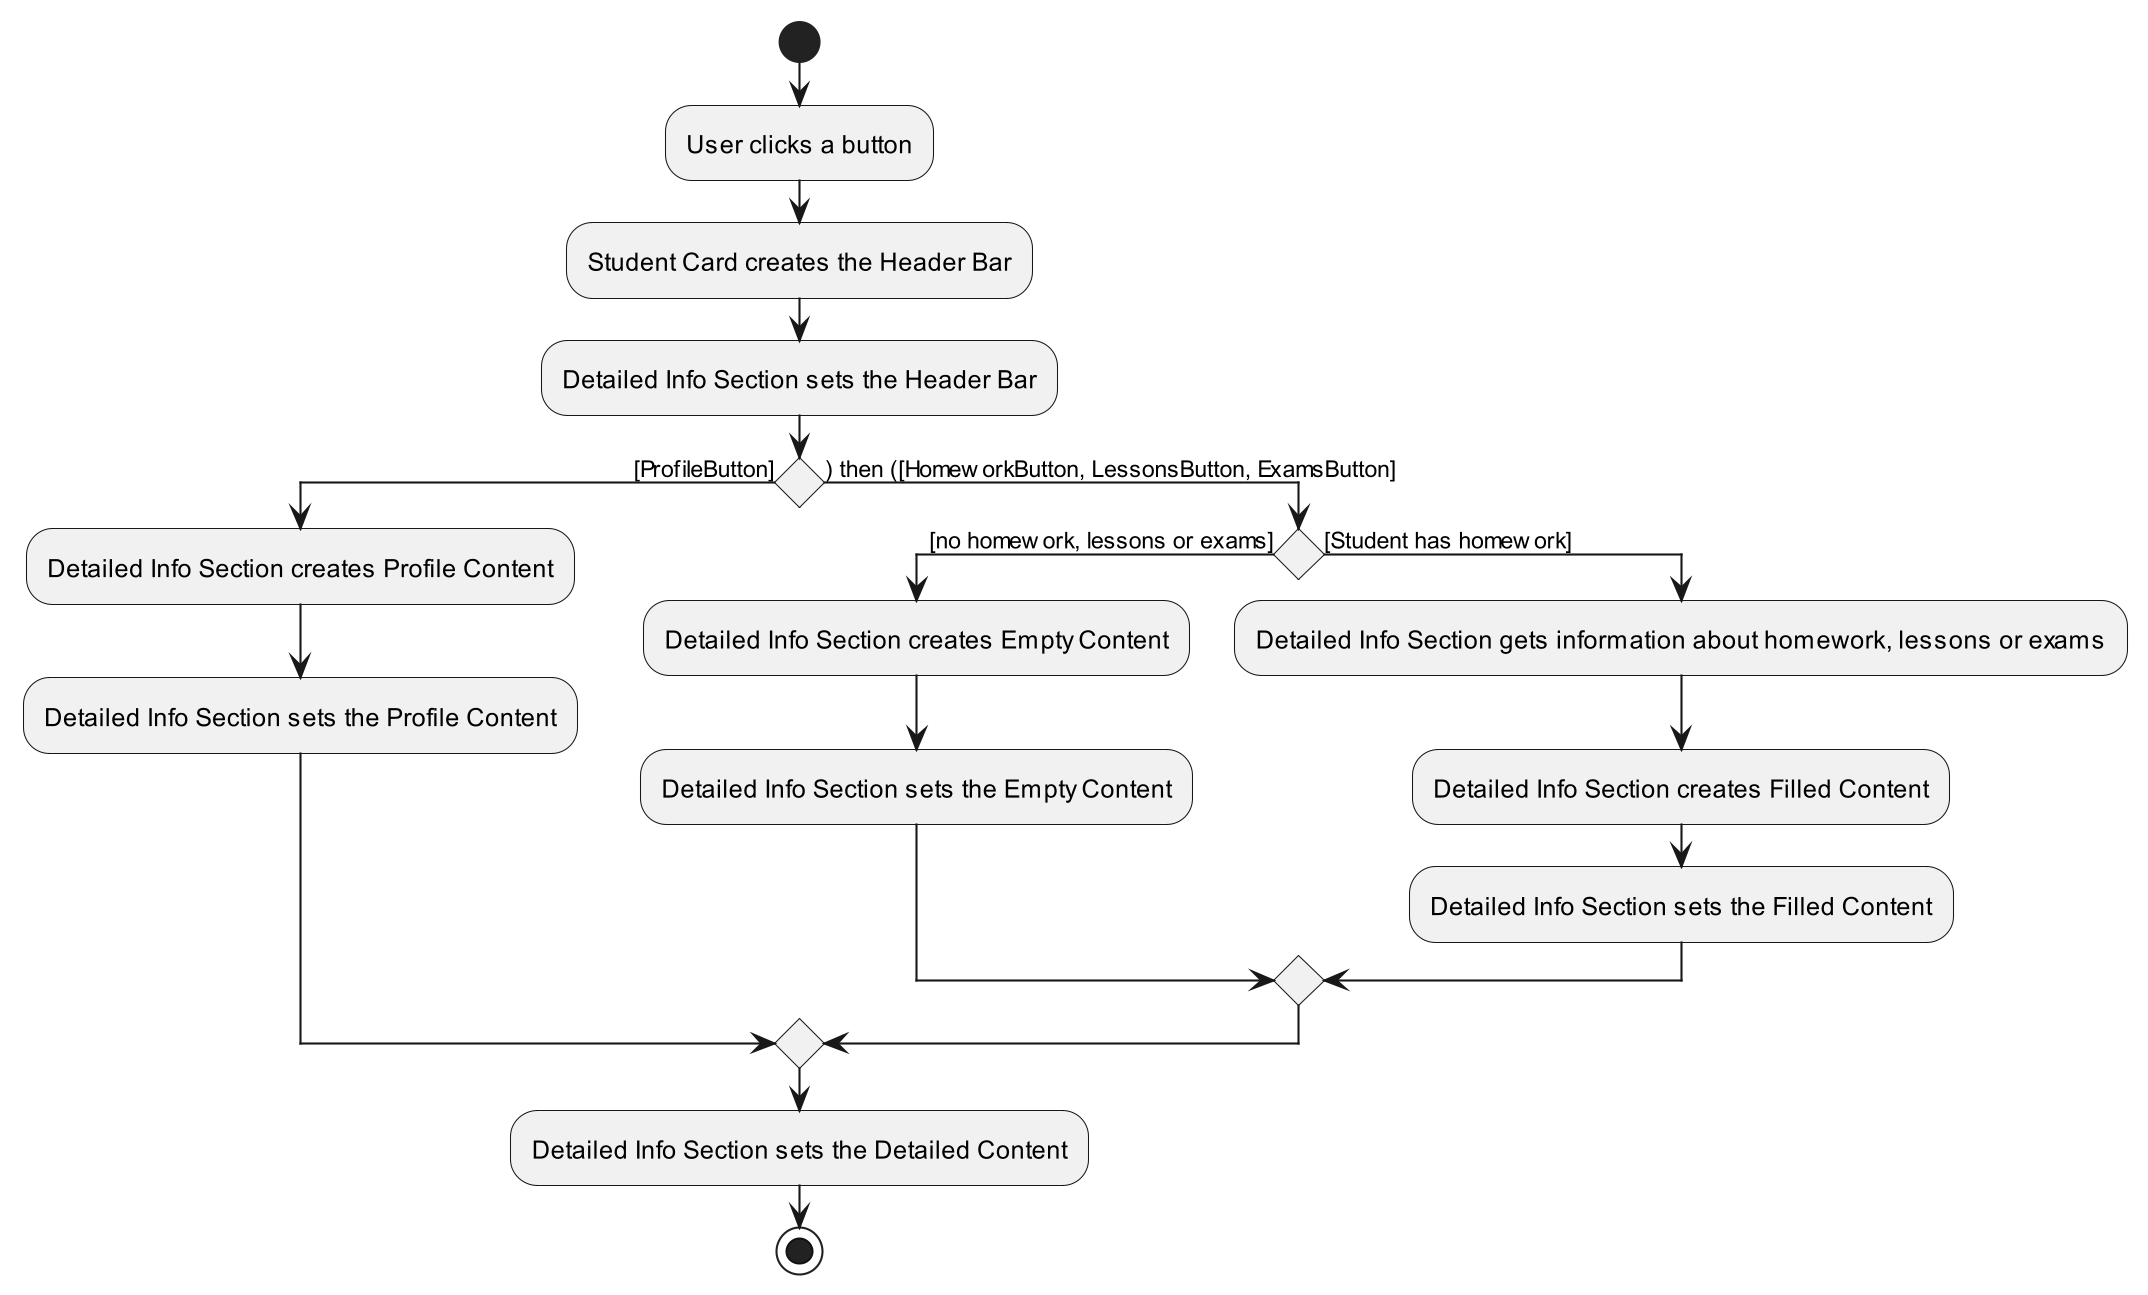 User clicks a button
Student Card creates the Header Bar
Detailed Info Section sets the Header Bar
[ProfileButton]
) then ([HomeworkButton, LessonsButton, ExamsButton]
Detailed Info Section creates Profile Content
Detailed Info Section sets the Profile Content
[no homework, lessons or exams]
[Student has homework]
Detailed Info Section creates Empty Content
Detailed Info Section sets the Empty Content
Detailed Info Section gets information about homework, lessons or exams
Detailed Info Section creates Filled Content
Detailed Info Section sets the Filled Content
Detailed Info Section sets the Detailed Content